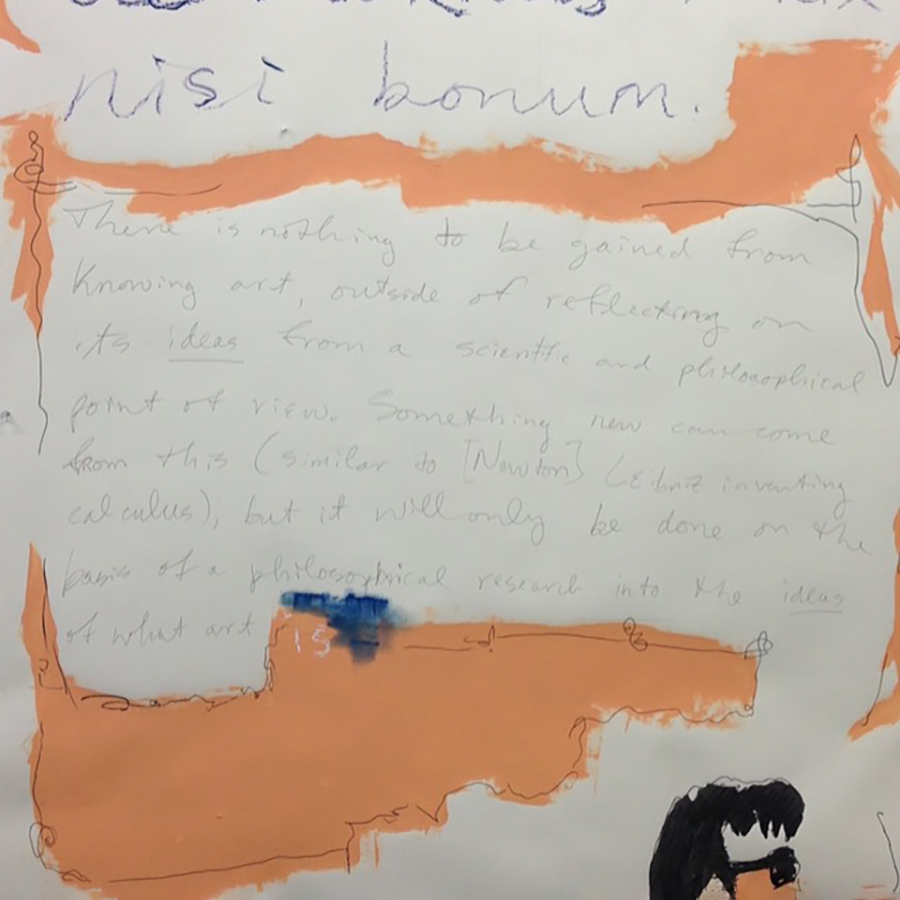 nisi bonum.
There is nothing to be gained from
Knowing art, outside of reflecting on
its ideas from a scientific and philosophical
point of view. Something new can come
from this (similar to [Newton] Leibniz inventing
calculus), but it will only be done on the
basis of a philosophical research into the ideas
of what art is